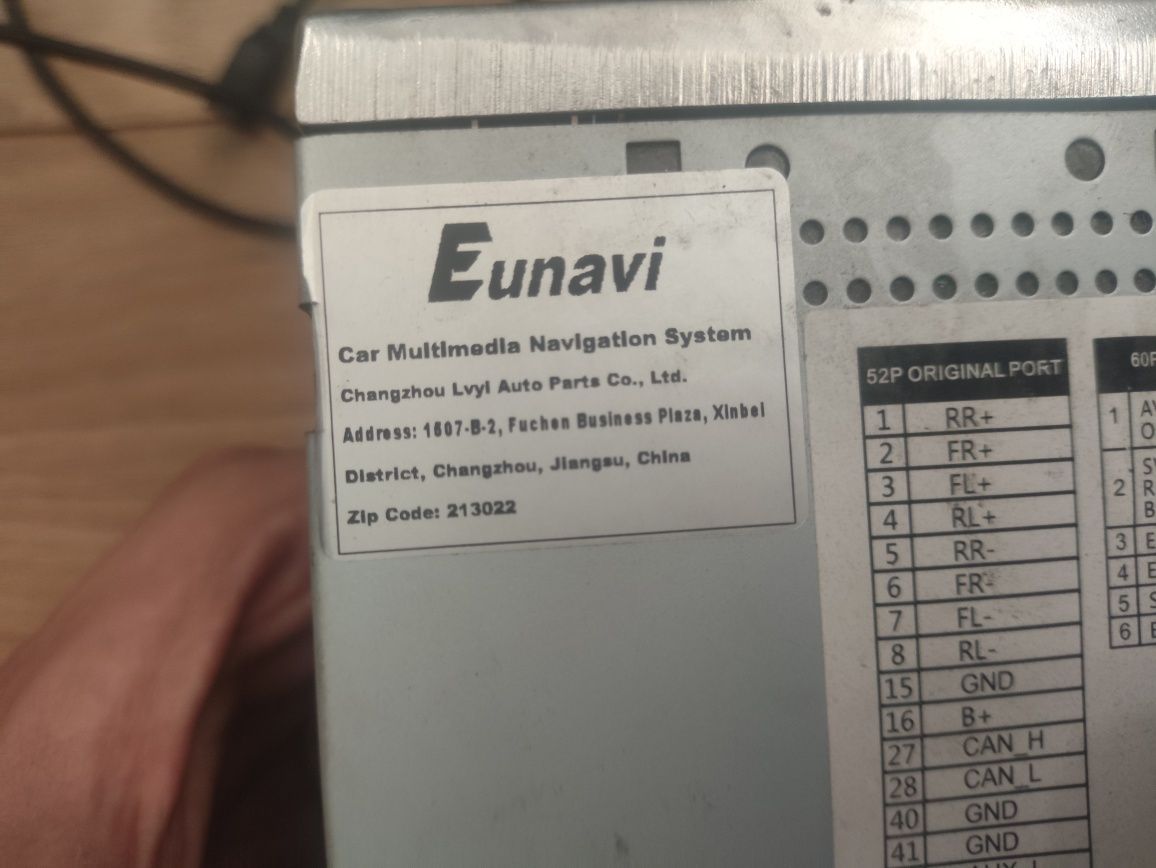 Eunavi
Car Multimedia Navigation System
Changzhou Lvyi Auto Parts Co., Ltd.
Address: 1607-B-2, Fuchen Business Plaza, Xinbei
District, Changzhou, Jiangsu, China
Zip Code: 213022
52P ORIGINAL PORT
1 RR+
2 FR+
3 FL+
4 RL+
5 RR-
6 FR-
7 FL-
8 RL-
15 GND
16 B+
27 CAN_H
28 CAN_L
40 GND
41 GND
60P
1
2
3
4
5
6